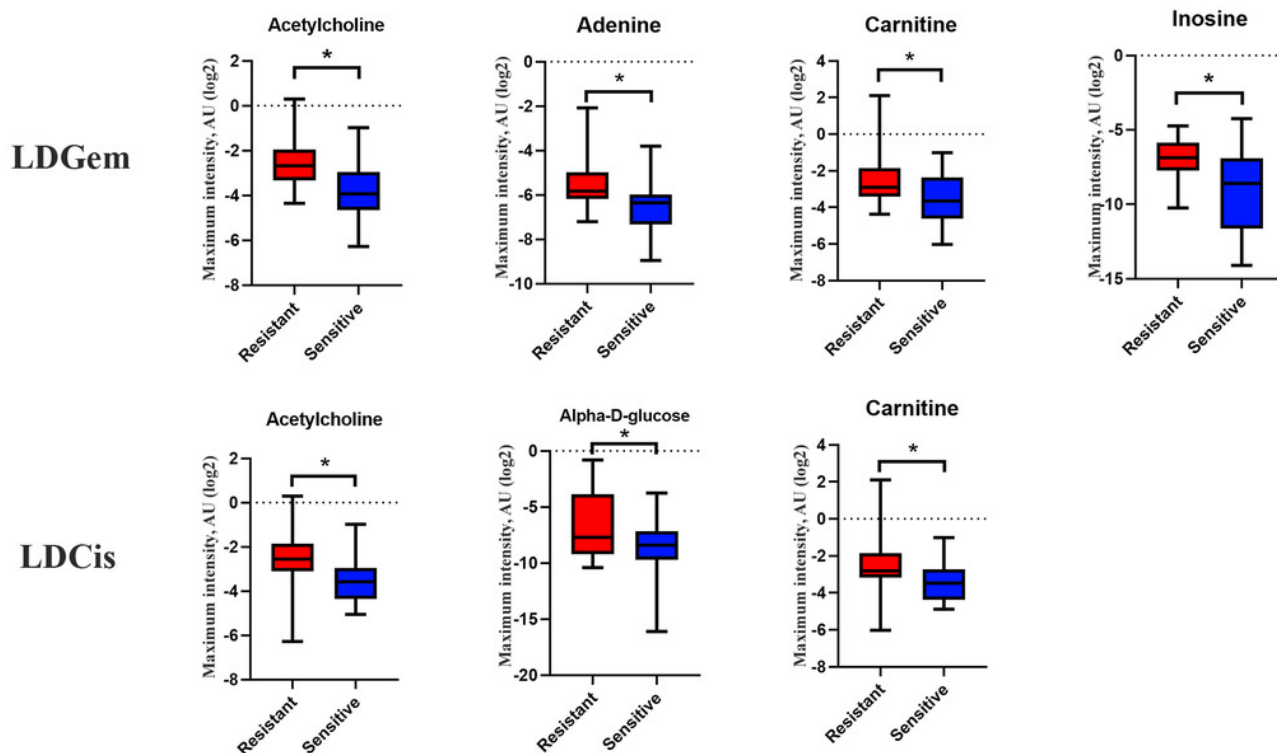 LDGem
Acetylcholine
*
Maximum intensity, AU (log2)
2
0
-2
-4
-6
-8
Resistant
Sensitive
Adenine
*
Maximum intensity, AU (log2)
0
-2
-4
-6
-8
-10
Resistant
Sensitive
Carnitine
*
Maximum intensity, AU (log2)
4
2
0
-2
-4
-6
-8
Resistant
Sensitive
Inosine
*
Maximum intensity, AU (log2)
0
-5
-10
-15
Resistant
Sensitive
LDCis
Acetylcholine
*
Maximum intensity, AU (log2)
2
0
-2
-4
-6
-8
Resistant
Sensitive
Alpha-D-glucose
*
Maximum intensity, AU (log2)
0
-5
-10
-15
-20
Resistant
Sensitive
Carnitine
*
Maximum intensity, AU (log2)
4
2
0
-2
-4
-6
-8
Resistant
Sensitive